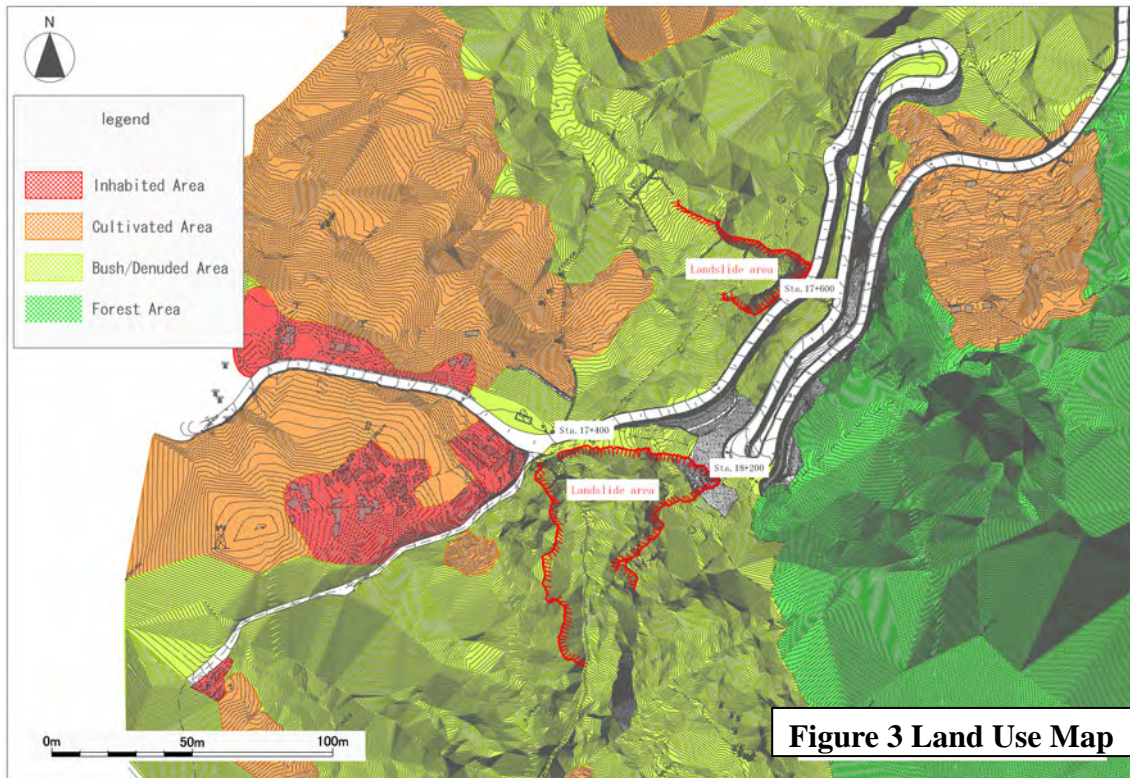 N
legend
Inhabited Area
Cultivated Area
Bush/Denuded Area
Forest Area
Landslide area
Sta.17+600
Sta.17+400
Sta.18+200
Landslide area
0m 50m 100m
Figure 3 Land Use Map